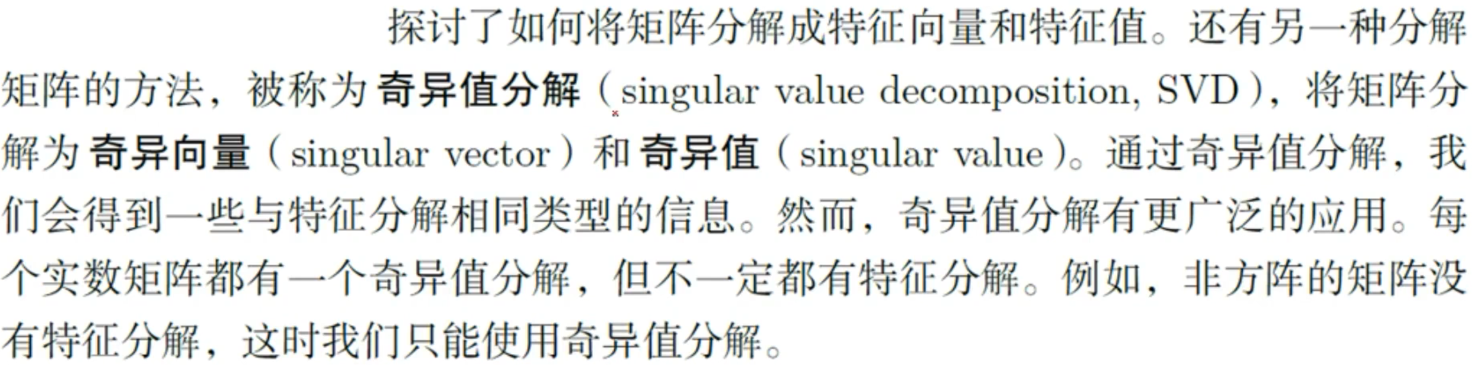 探讨了如何将矩阵分解成特征向量和特征值。还有另一种分解
矩阵的方法，被称为 奇异值分解（singular value decomposition, SVD），将矩阵分
解为 奇异向量（singular vector）和 奇异值（singular value）。通过奇异值分解，我
们会得到一些与特征分解相同类型的信息。然而，奇异值分解有更广泛的应用。每
个实数矩阵都有一个奇异值分解，但不一定都有特征分解。例如，非方阵的矩阵没
有特征分解，这时我们只能使用奇异值分解。